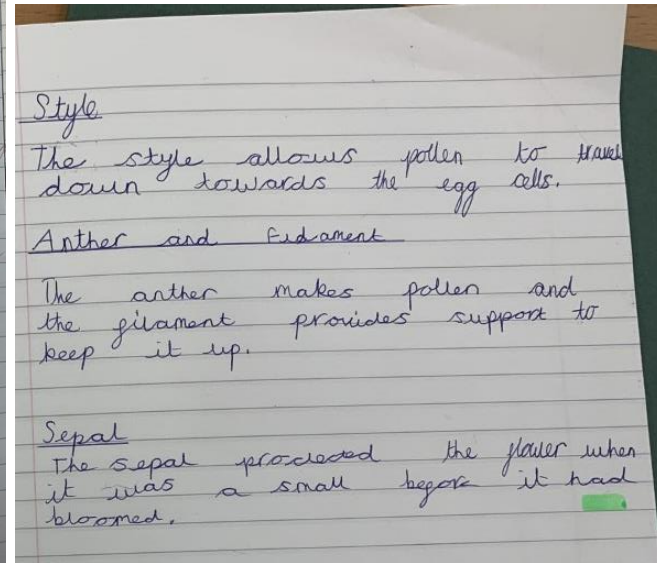 Style
The style allows pollen to travel
down towards the egg cells.
Anther and Fidament
The anther makes pollen and
the filament provides support to
keep it up.
Sepal
The sepal procleded the flower when
it was a small before it had
bloomed.